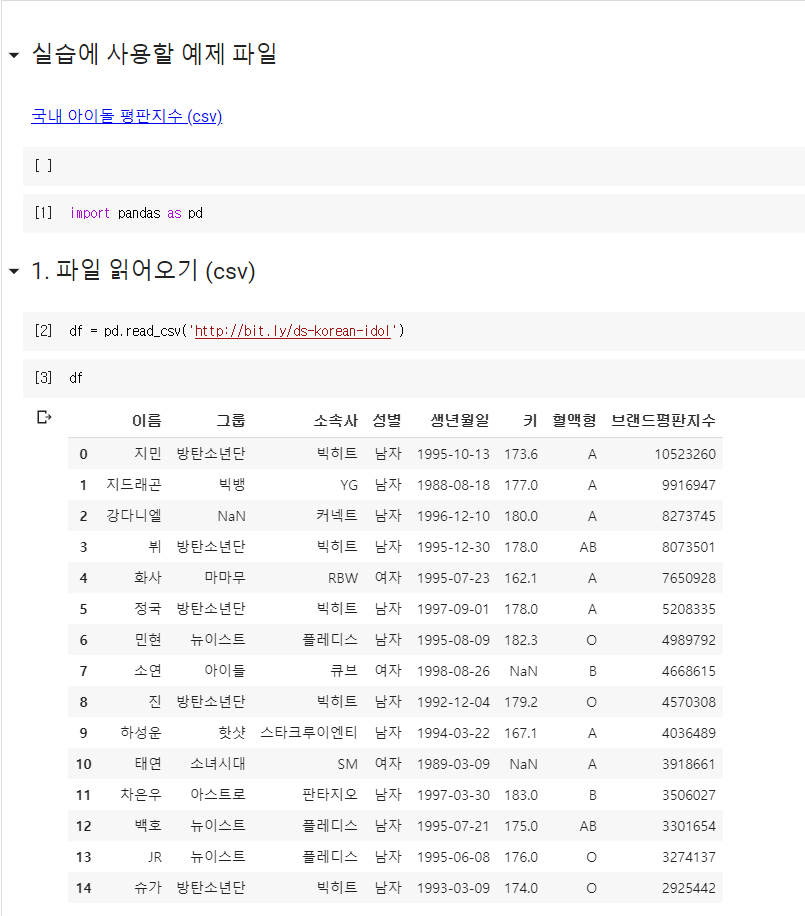 실습에 사용할 예제 파일
국내 아이돌 평판지수 (csv)
[ ]
[1] import pandas as pd
1. 파일 읽어오기 (csv)
[2] df = pd.read_csv('http://bit.ly/ds-korean-idol')
[3] df
이름 그룹 소속사 성별 생년월일 키 혈액형 브랜드평판지수
0 지민 방탄소년단 빅히트 남자 1995-10-13 173.6 A 10523260
1 지드래곤 빅뱅 YG 남자 1988-08-18 177.0 A 9916947
2 강다니엘 NaN 커넥트 남자 1996-12-10 180.0 A 8273745
3 뷔 방탄소년단 빅히트 남자 1995-12-30 178.0 AB 8073501
4 화사 마마무 RBW 여자 1995-07-23 162.1 A 7650928
5 정국 방탄소년단 빅히트 남자 1997-09-01 178.0 A 5208335
6 민현 뉴이스트 플레디스 남자 1995-08-09 182.3 O 4989792
7 소연 아이들 큐브 여자 1998-08-26 NaN B 4668615
8 진 방탄소년단 빅히트 남자 1992-12-04 179.2 O 4570308
9 하성운 핫샷 스타크루이엔티 남자 1994-03-22 167.1 A 4036489
10 태연 소녀시대 SM 여자 1989-03-09 NaN A 3918661
11 차은우 아스트로 판타지오 남자 1997-03-30 183.0 B 3506027
12 백호 뉴이스트 플레디스 남자 1995-07-21 175.0 AB 3301654
13 JR 뉴이스트 플레디스 남자 1995-06-08 176.0 O 3274137
14 슈가 방탄소년단 빅히트 남자 1993-03-09 174.0 O 2925442